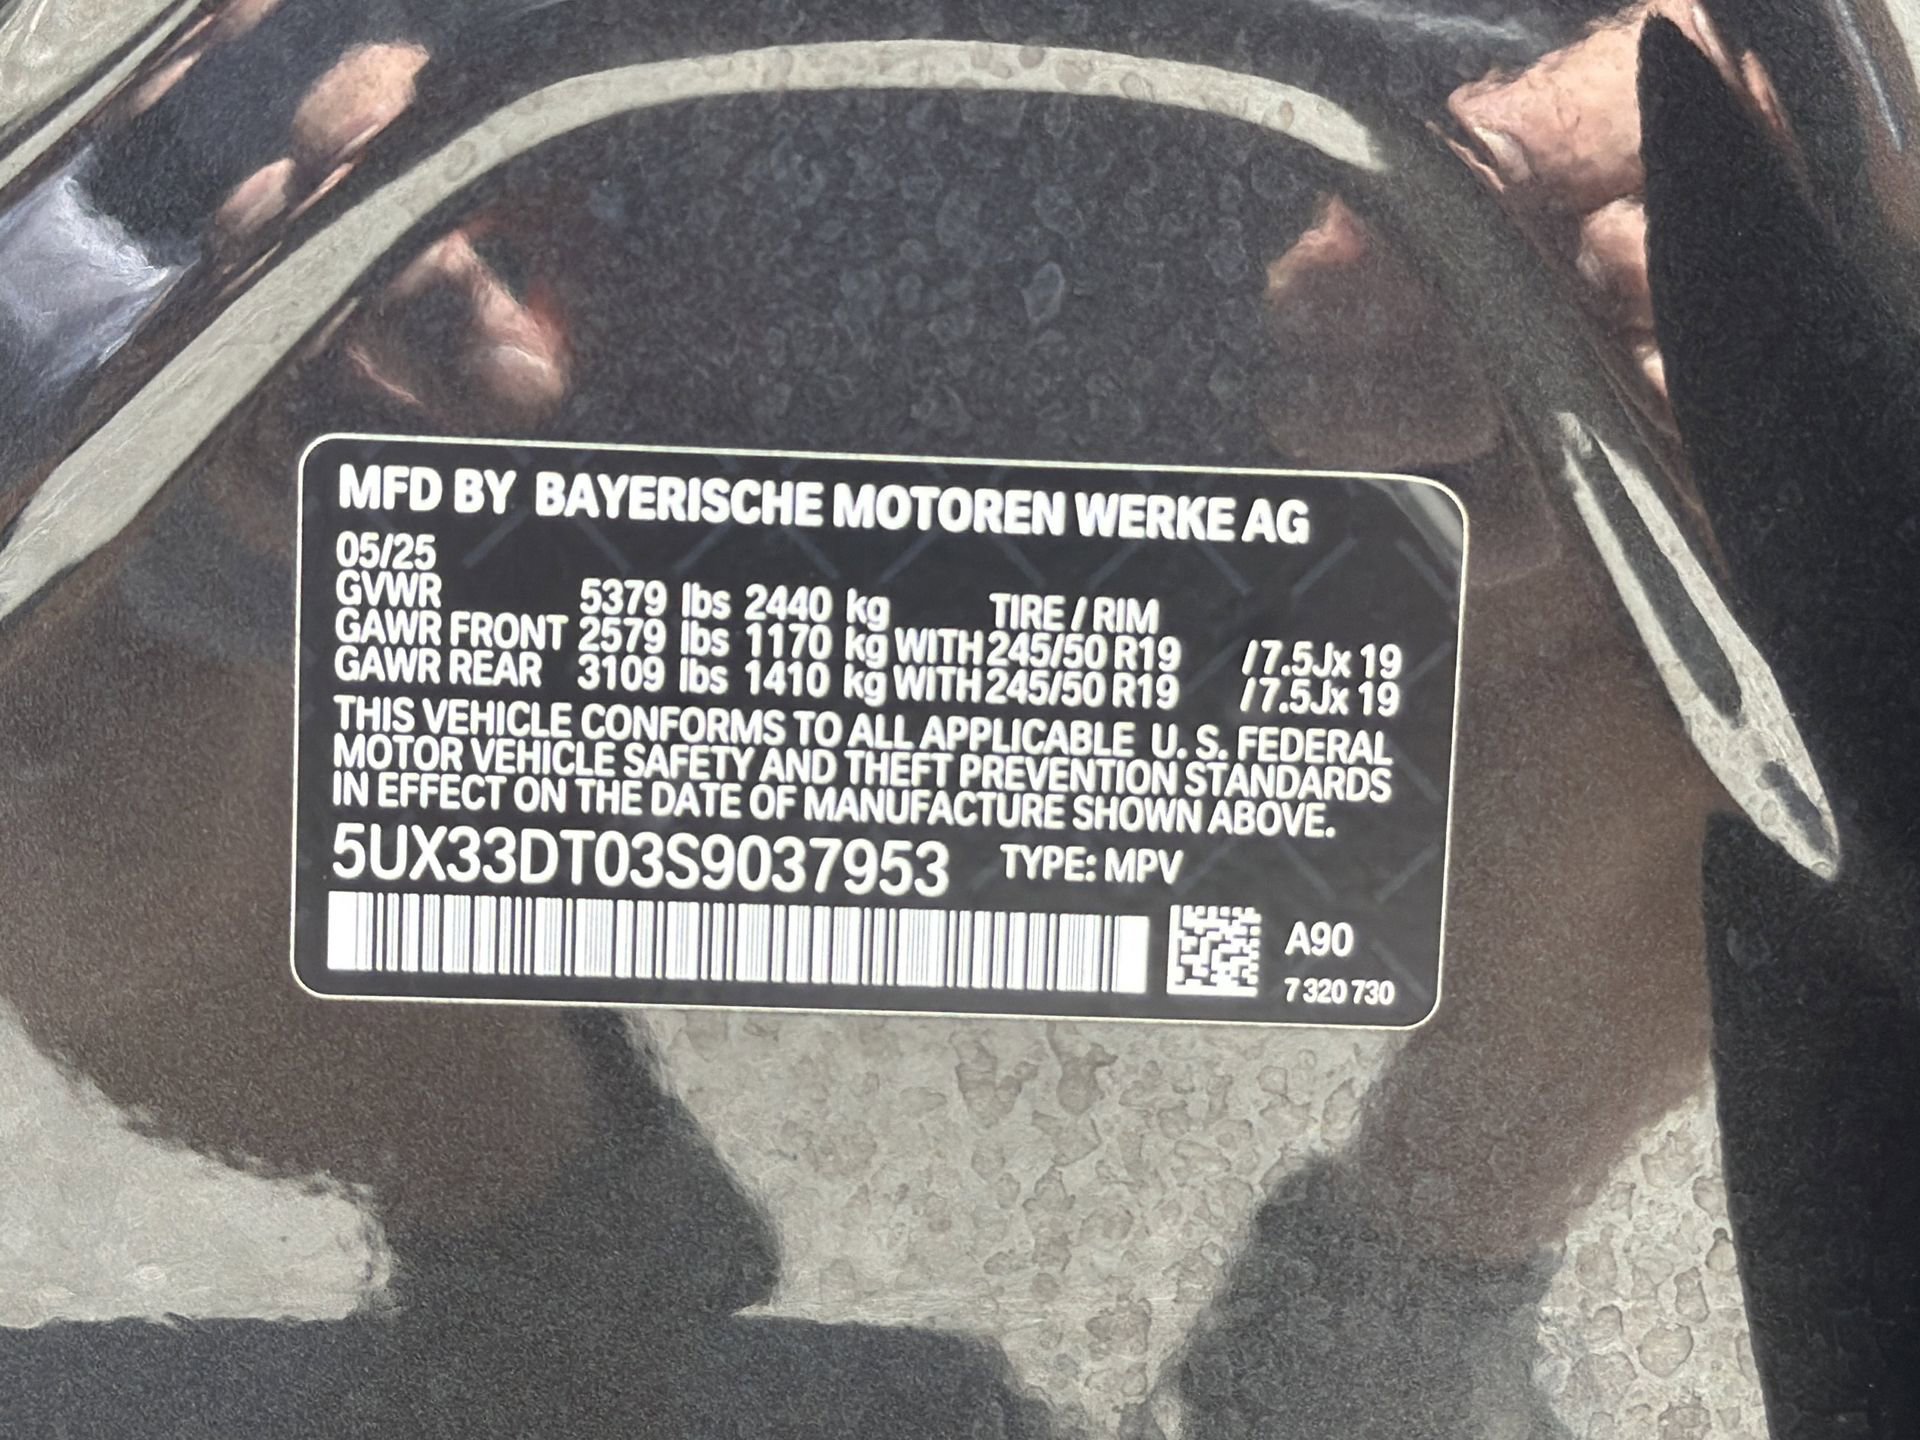 MFD BY BAYERISCHE MOTOREN WERKE AG
05/25
GVWR 5379 lbs 2440 kg TIRE / RIM
GAWR FRONT 2579 lbs 1170 kg WITH 245/50 R19 /7.5Jx 19
GAWR REAR 3109 lbs 1410 kg WITH 245/50 R19 /7.5Jx 19
THIS VEHICLE CONFORMS TO ALL APPLICABLE U. S. FEDERAL
MOTOR VEHICLE SAFETY AND THEFT PREVENTION STANDARDS
IN EFFECT ON THE DATE OF MANUFACTURE SHOWN ABOVE.
5UX33DT03S9037953 TYPE: MPV
A90
7 320 730